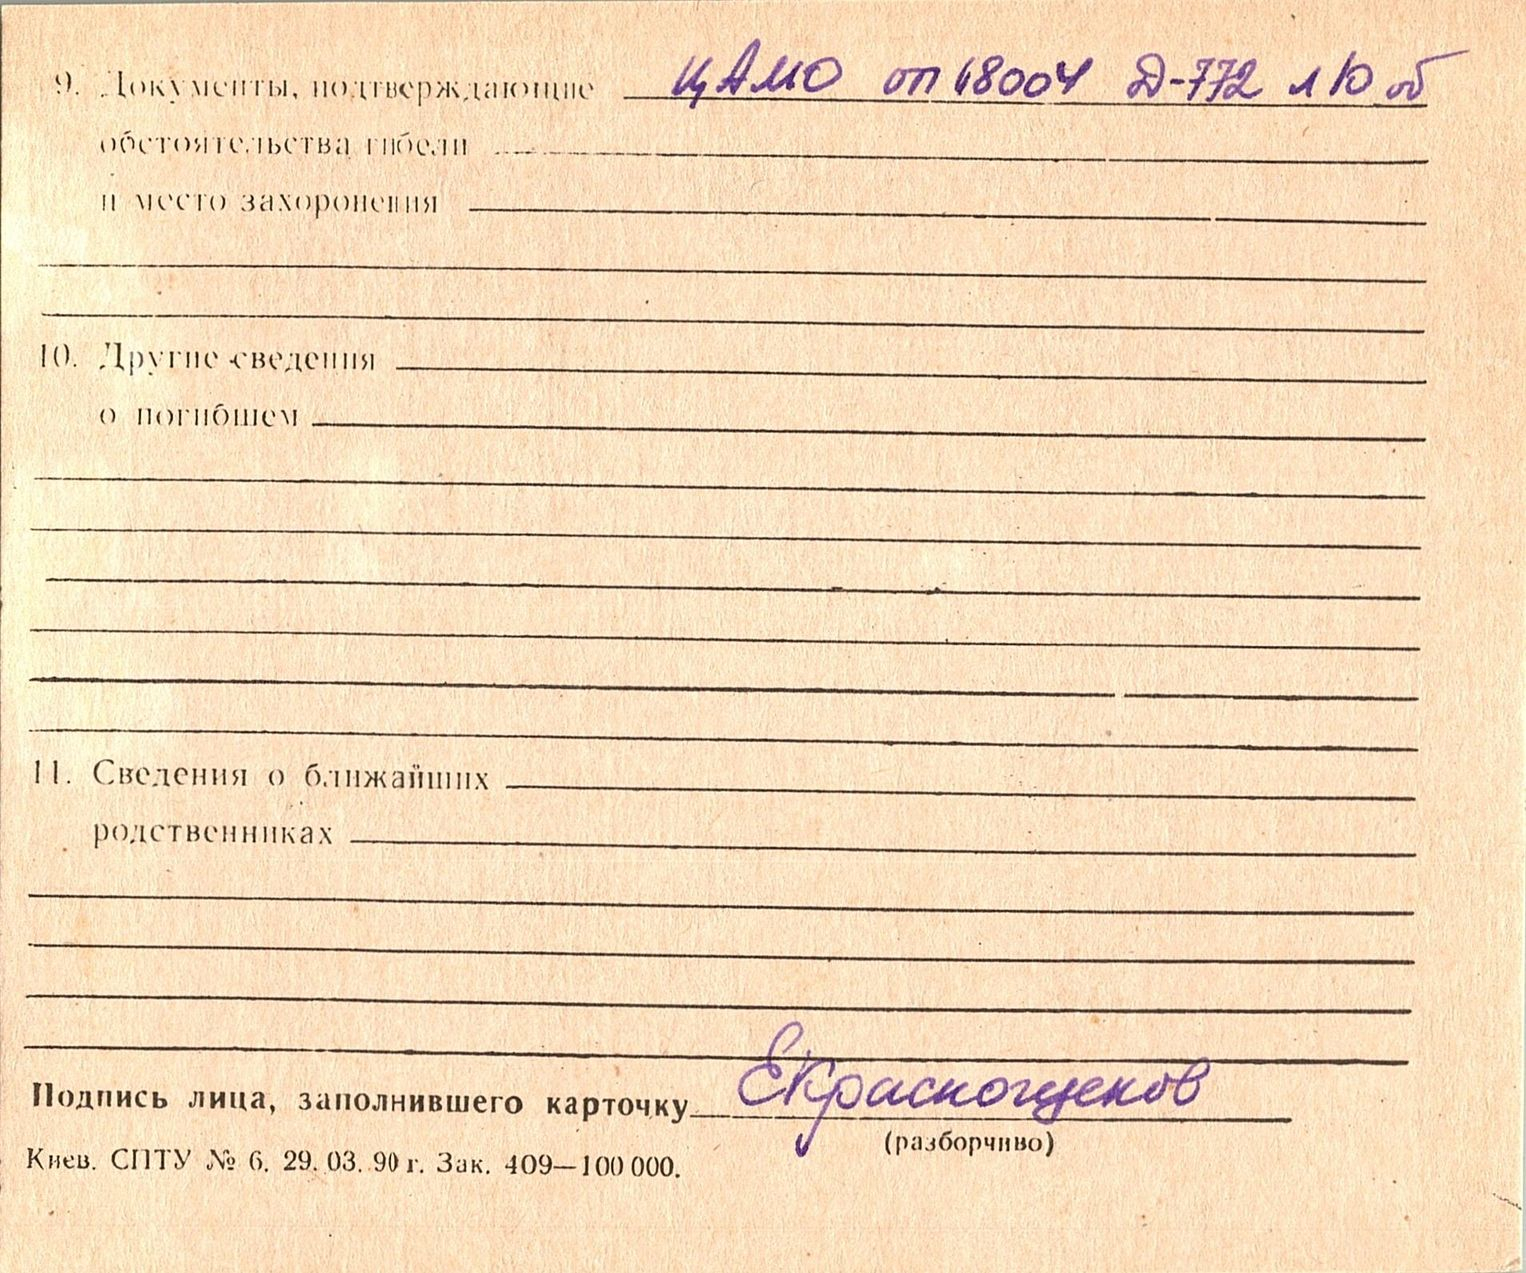 9. Документы, подтверждающие ЦАМО оп 18004 Д-772 л 10 об
обстоятельства гибели
и место захоронения
10. Другие сведения
о погибшем
11. Сведения о ближайших
родственниках
Подпись лица, заполнившего карточку ЕКраснощеков
(разборчиво)
Киев. СПТУ № 6. 29. 03. 90 г. Зак. 409—100 000.